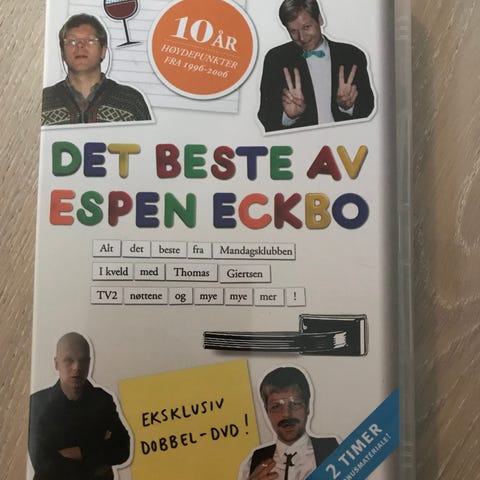 10 ÅR
HØYDEPUNKTER
FRA 1996-2006
DET BESTE AV
ESPEN ECKBO
Alt det beste fra Mandagsklubben
I kveld med Thomas Giertsen
TV2 nøttene og mye mye mer !
EKSKLUSIV
DOBBEL-DVD!
2 TIMER